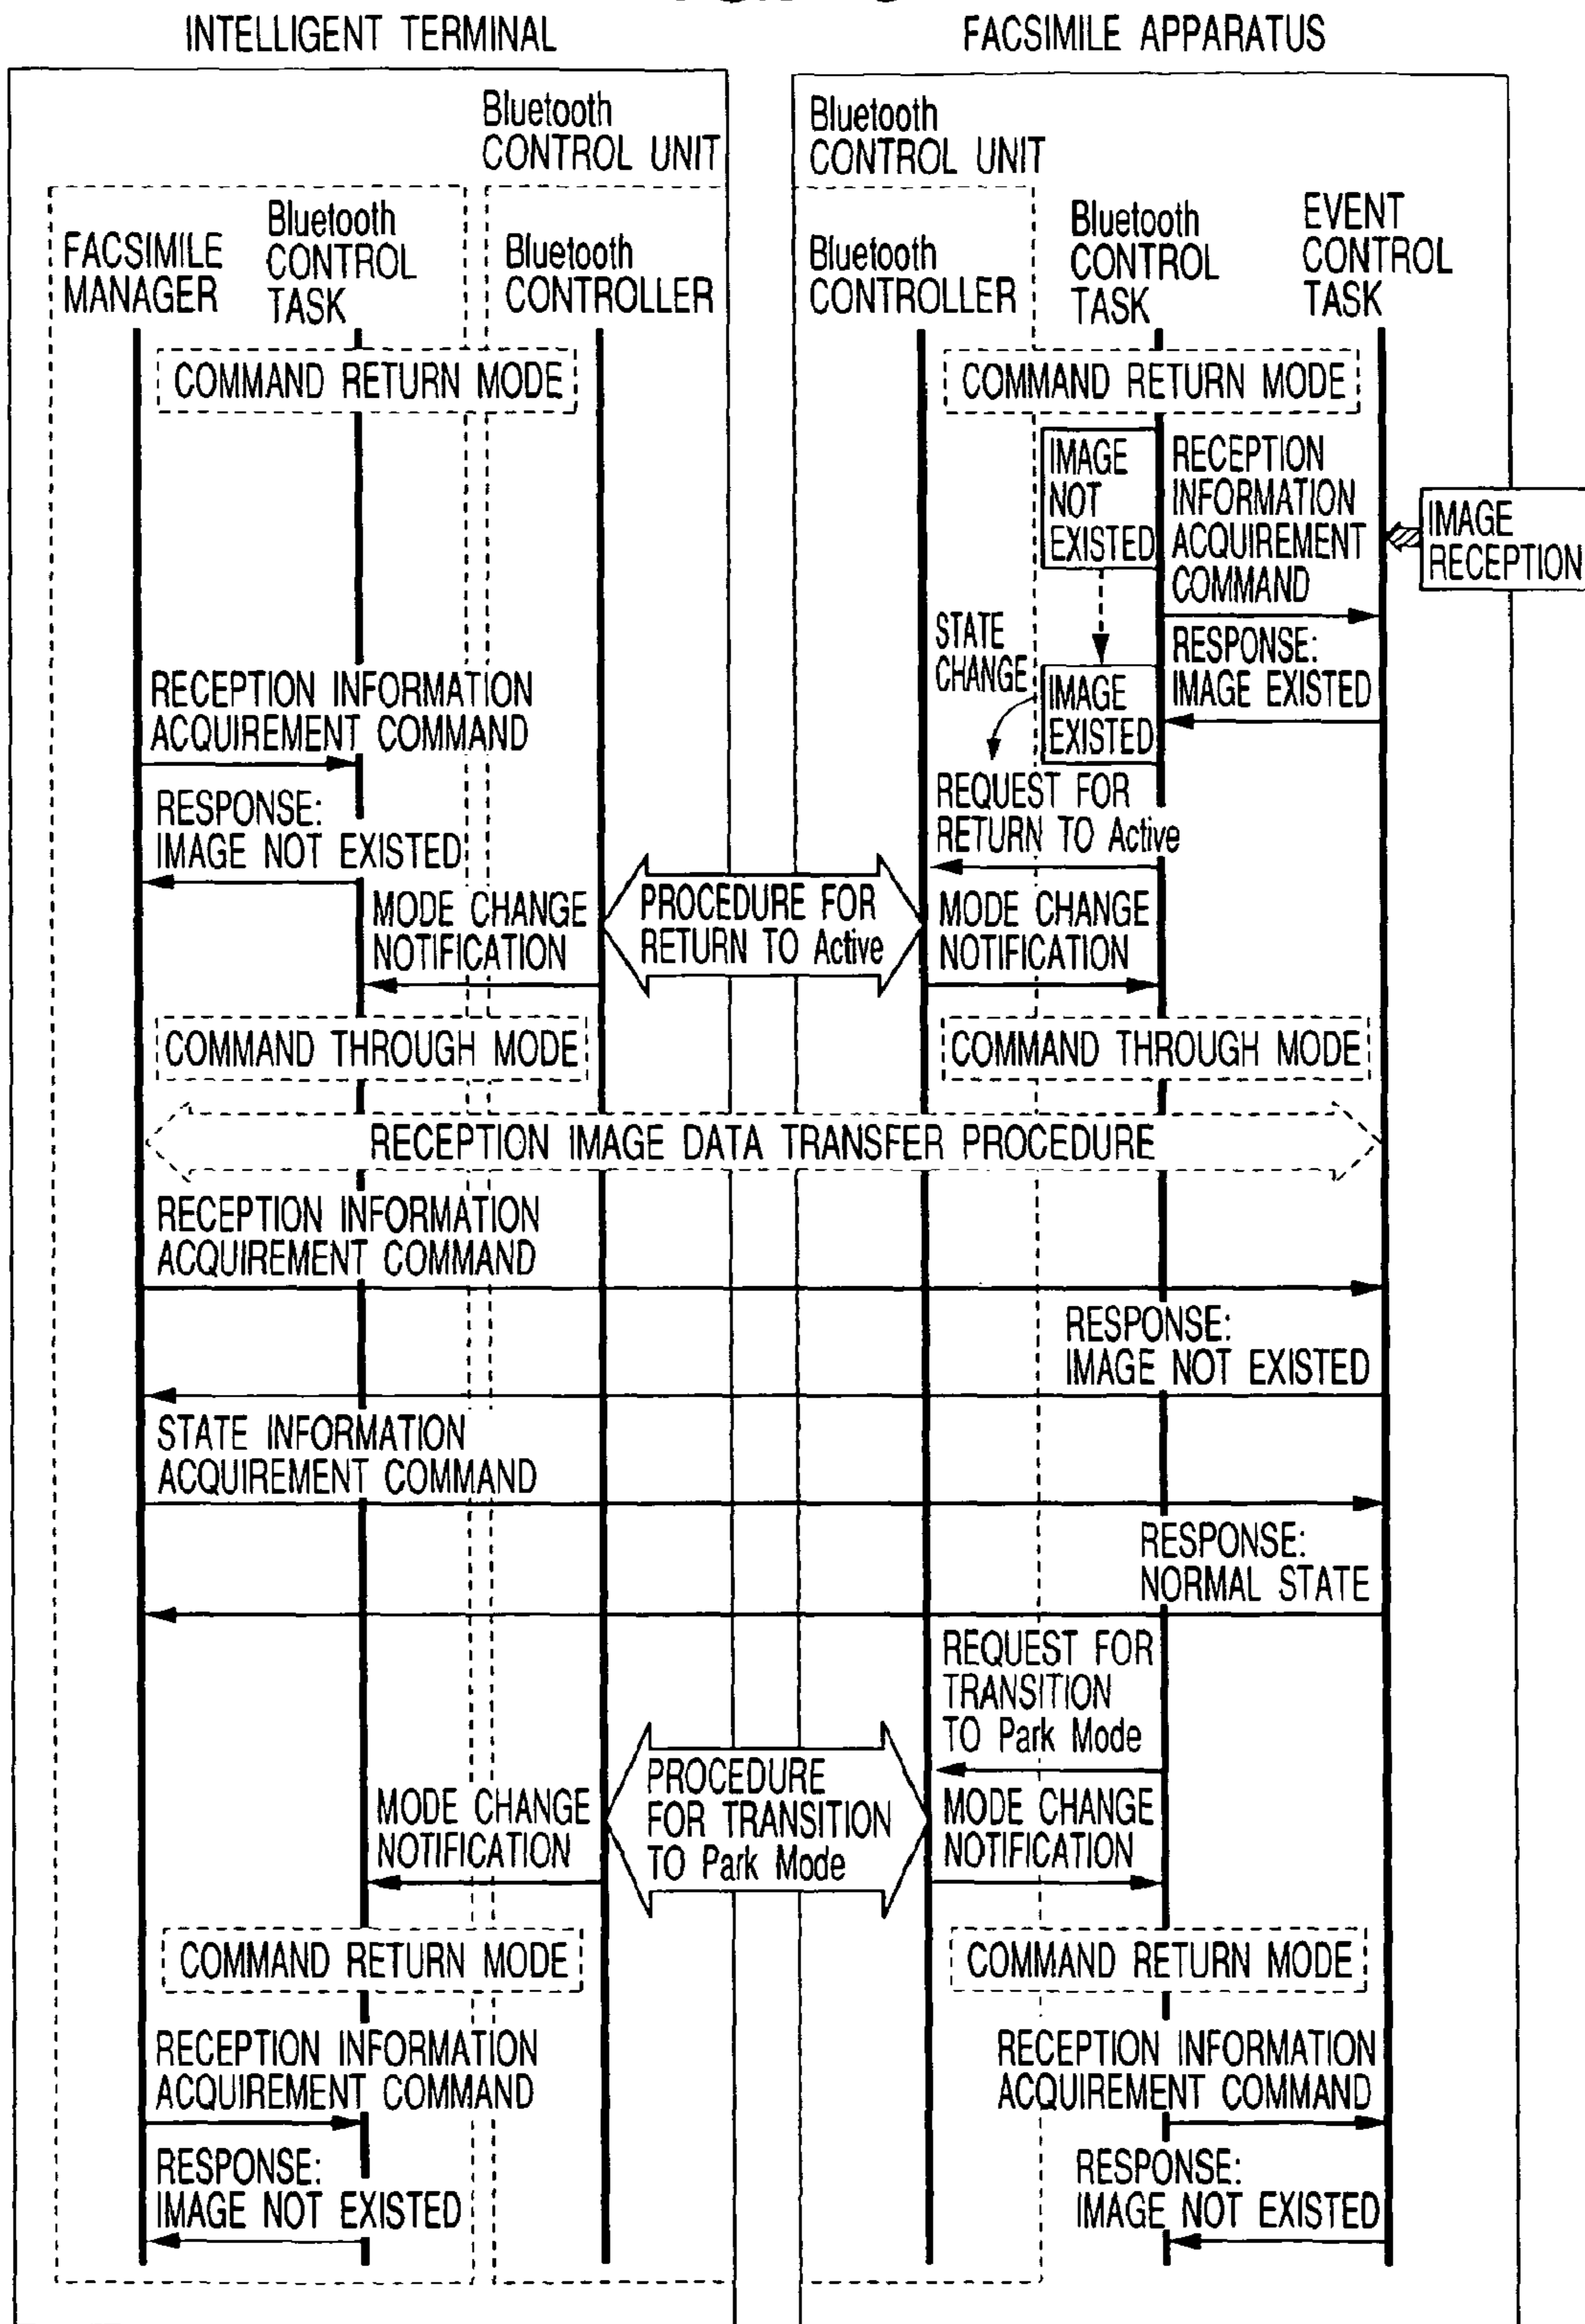 INTELLIGENT TERMINAL
FACSIMILE APPARATUS
Bluetooth
CONTROL UNIT
Bluetooth
CONTROL UNIT
FACSIMILE
MANAGER
Bluetooth
CONTROL
TASK
Bluetooth
CONTROLLER
Bluetooth
CONTROLLER
Bluetooth
CONTROL
TASK
EVENT
CONTROL
TASK
COMMAND RETURN MODE
COMMAND RETURN MODE
IMAGE
NOT
EXISTED
RECEPTION
INFORMATION
ACQUIREMENT
COMMAND
IMAGE
RECEPTION
STATE
CHANGE
IMAGE
EXISTED
RESPONSE:
IMAGE EXISTED
RECEPTION INFORMATION
ACQUIREMENT COMMAND
RESPONSE:
IMAGE NOT EXISTED
REQUEST FOR
RETURN TO Active
MODE CHANGE
NOTIFICATION
PROCEDURE FOR
RETURN TO Active
MODE CHANGE
NOTIFICATION
COMMAND THROUGH MODE
COMMAND THROUGH MODE
RECEPTION IMAGE DATA TRANSFER PROCEDURE
RECEPTION INFORMATION
ACQUIREMENT COMMAND
RESPONSE:
IMAGE NOT EXISTED
STATE INFORMATION
ACQUIREMENT COMMAND
RESPONSE:
NORMAL STATE
REQUEST FOR
TRANSITION
TO Park Mode
MODE CHANGE
NOTIFICATION
PROCEDURE
FOR TRANSITION
TO Park Mode
MODE CHANGE
NOTIFICATION
COMMAND RETURN MODE
COMMAND RETURN MODE
RECEPTION INFORMATION
ACQUIREMENT COMMAND
RECEPTION INFORMATION
ACQUIREMENT COMMAND
RESPONSE:
IMAGE NOT EXISTED
RESPONSE:
IMAGE NOT EXISTED